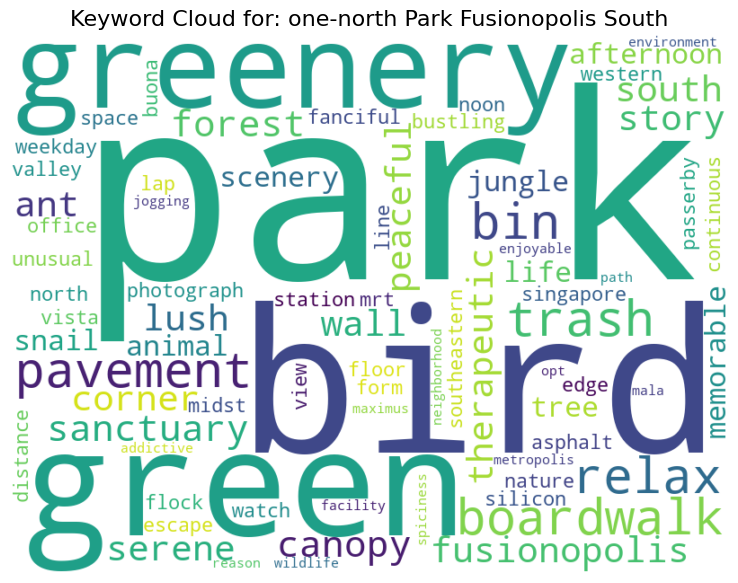 Keyword Cloud for: one-north Park Fusionopolis South
greenery
environment
afternoon
western
buona
noon
south
space
forest
fanciful
bustling
story
weekday
park
valley
scenery
peaceful
jungle
passerby
continuous
lap
ant
jogging
bin
office
line
enjoyable
unusual
life
path
north
photograph
station
mrt
singapore
vista
lush
wall
trash
snail
animal
bird
therapeutic
memorable
pavement
view
floor
southeastern
neighborhood
opt
edge
mala
corner
form
midst
maximus
tree
sanctuary
asphalt
distance
addictive
green
metropolis
relax
nature
flock
watch
facility
spiciness
silicon
boardwalk
escape
serene
canopy
fusionopolis
reason
wildlife